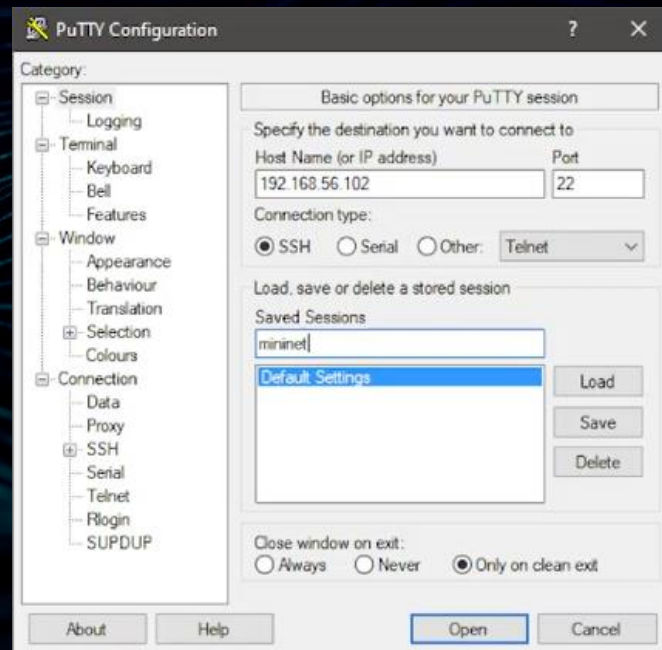 PuTTY Configuration
? ×
Category:
Session
Logging
Terminal
Keyboard
Bell
Features
Window
Appearance
Behaviour
Translation
Selection
Colours
Connection
Data
Proxy
SSH
Serial
Telnet
Rlogin
SUPDUP
Basic options for your PuTTY session
Specify the destination you want to connect to
Host Name (or IP address) Port
192.168.56.102 22
Connection type:
SSH Serial Other: Telnet
Load, save or delete a stored session
Saved Sessions
mininet
Default Settings
Load
Save
Delete
Close window on exit:
Always Never Only on clean exit
About Help Open Cancel